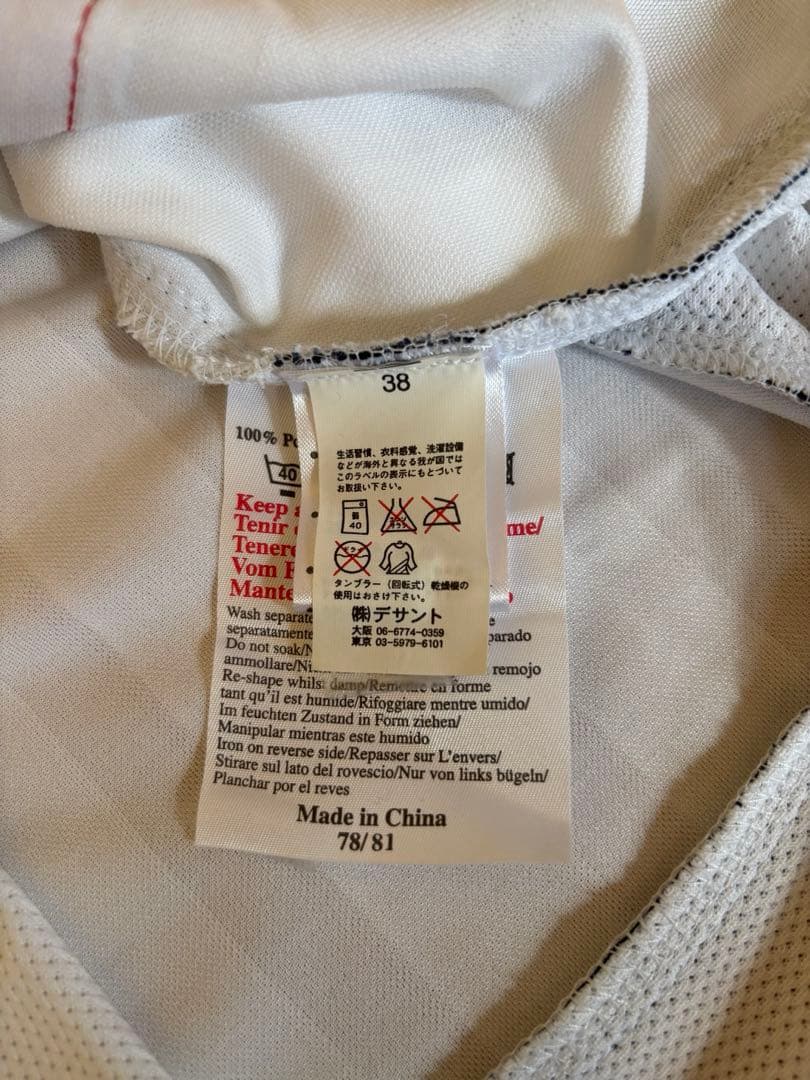 38
生活習慣、衣料感覚、洗濯設備
などが海外と異なる我が国では
このラベルの表示にもとづいて
お取扱い下さい。
弱
40
タンブラー（回転式）乾燥機の
使用はおさけ下さい。
(株)デサント
大阪 06-6774-0359
東京 03-5979-6101
100%
40
Keep
Tenir
me/
Tenere
Vom
Mante
Wash separate
separatamente
parado
Do not soak/
ammollare/
remojo
Re-shape whilst damp/Remettre en forme
tant qu'il est humide/Rifoggiare mentre umido/
Im feuchten Zustand in Form ziehen/
Manipular mientras este humido
Iron on reverse side/Repasser sur L'envers/
Stirare sul lato del rovescio/Nur von links bügeln/
Planchar por el reves
Made in China
78/81